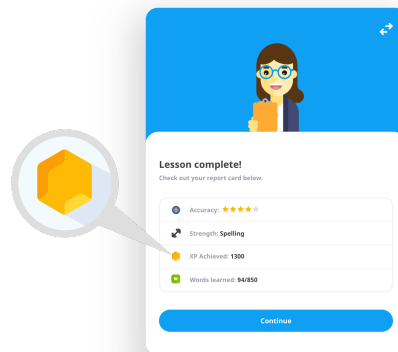 Lesson complete!
Check out your report card below.
Accuracy:
Strength: Spelling
XP Achieved: 1300
W Words learned: 94/850
Continue